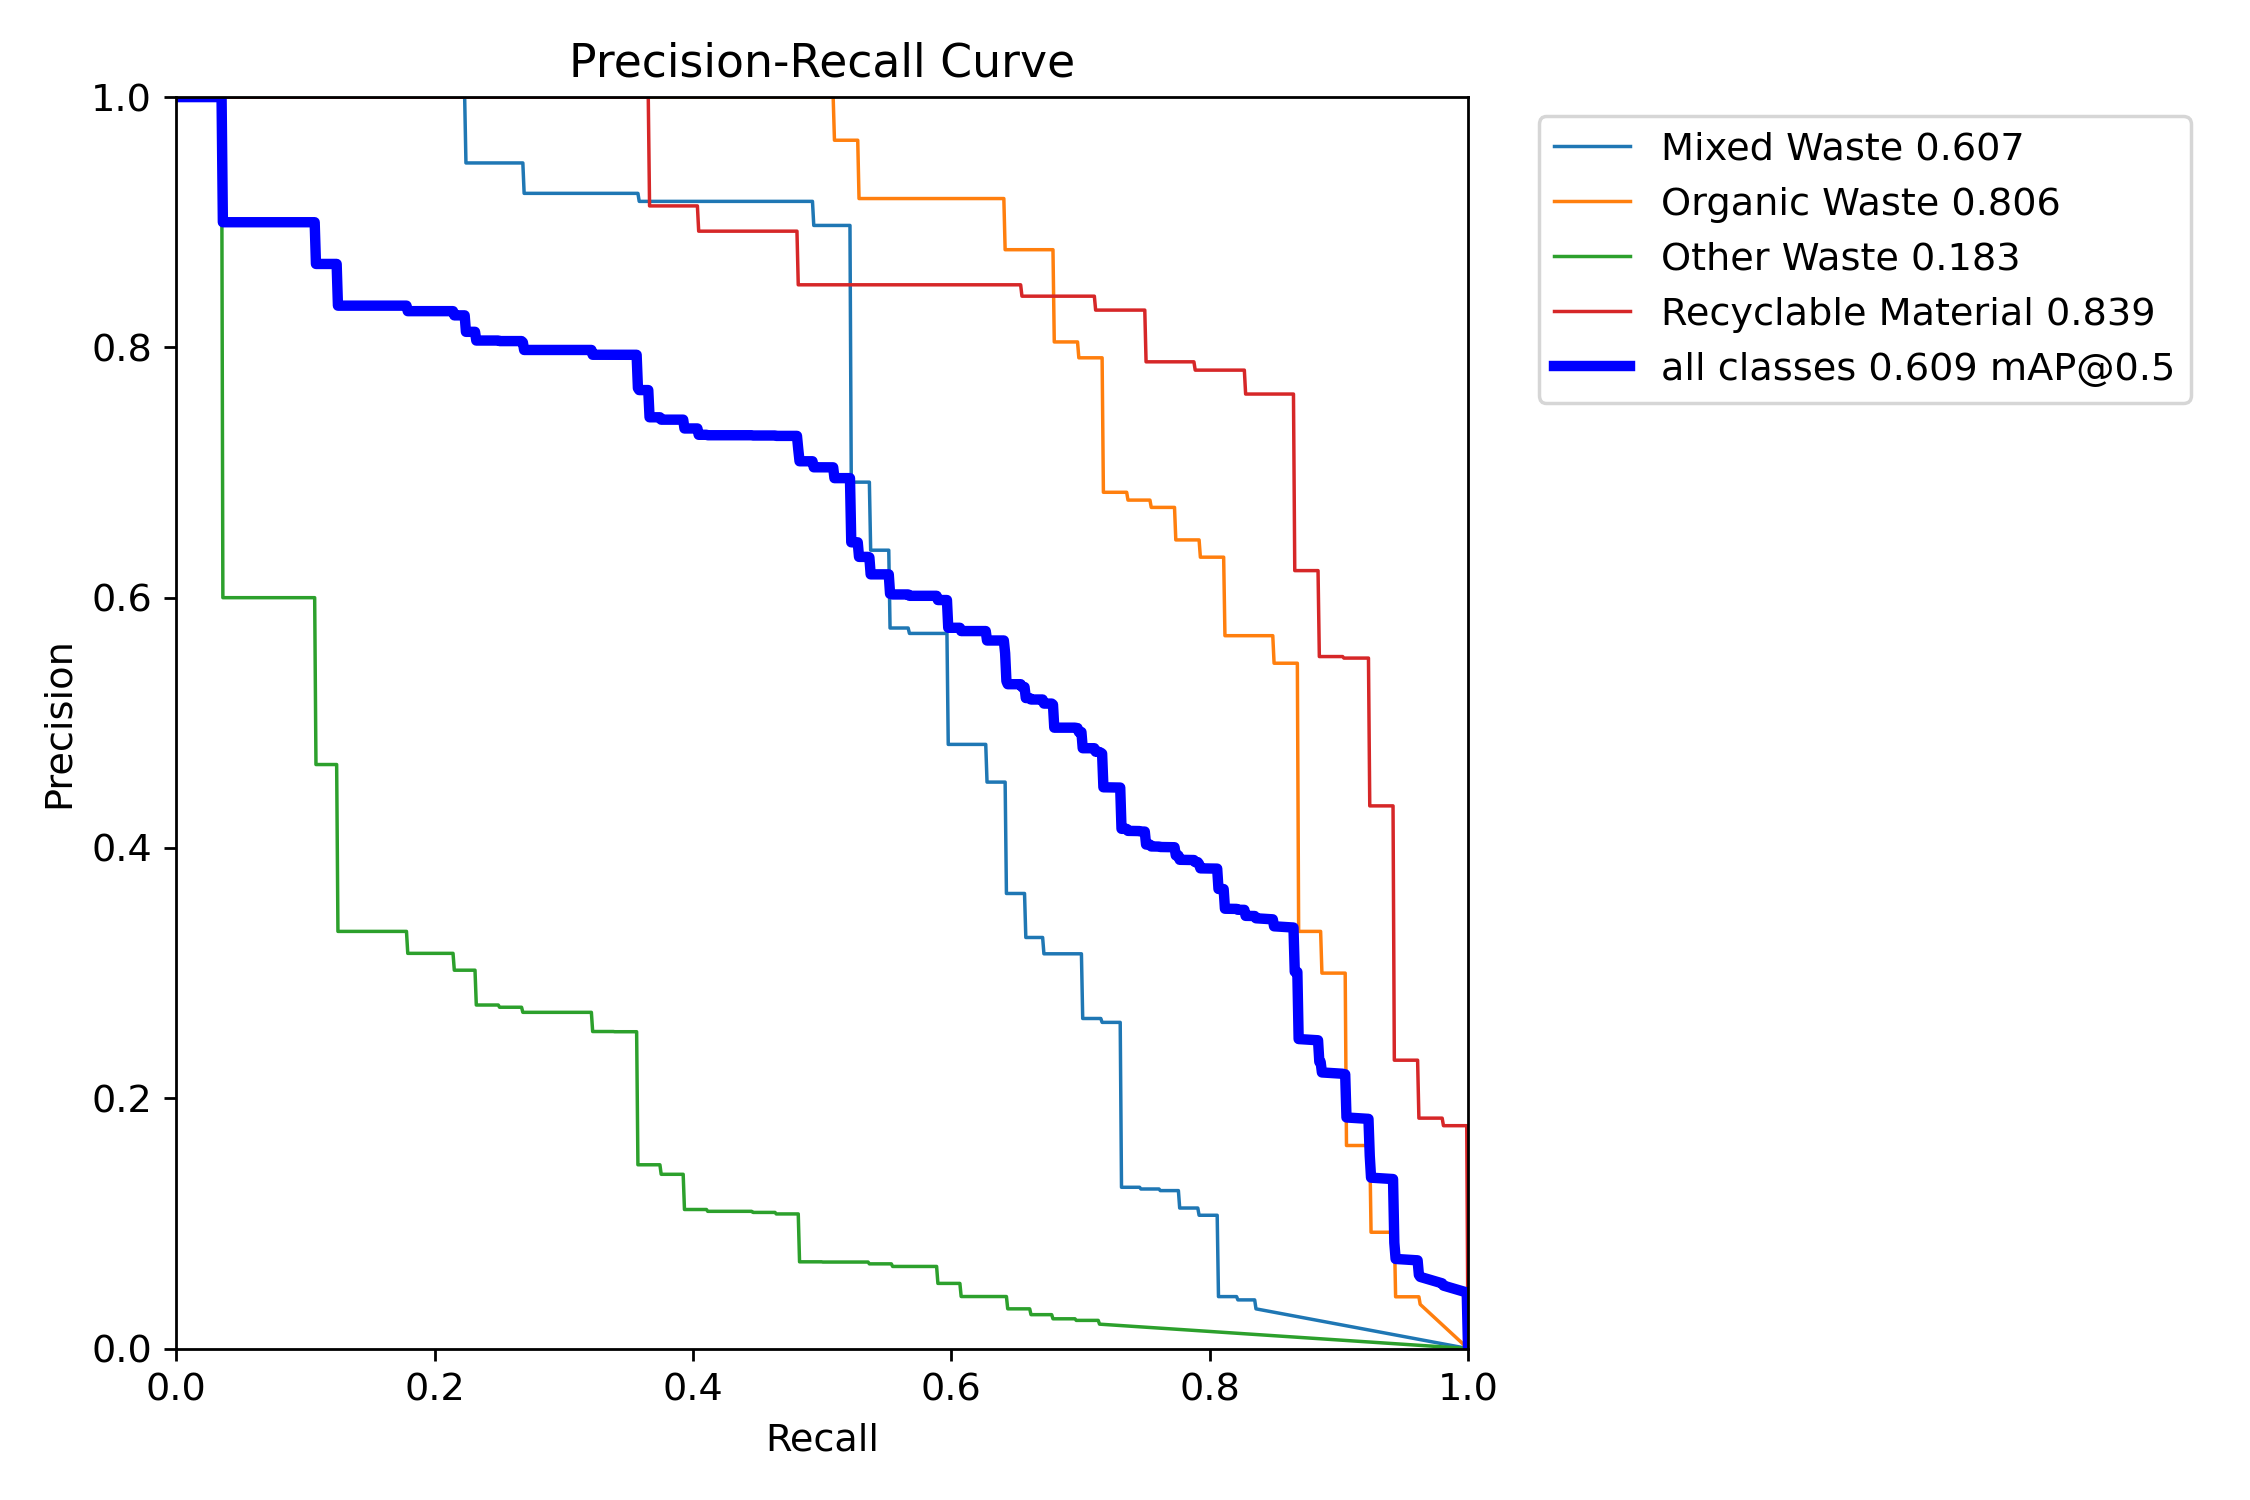 Precision-Recall Curve
1.0
0.8
0.6
0.4
0.2
0.0
Precision
0.0 0.2 0.4 0.6 0.8 1.0
Recall
Mixed Waste 0.607
Organic Waste 0.806
Other Waste 0.183
Recyclable Material 0.839
all classes 0.609 mAP@0.5